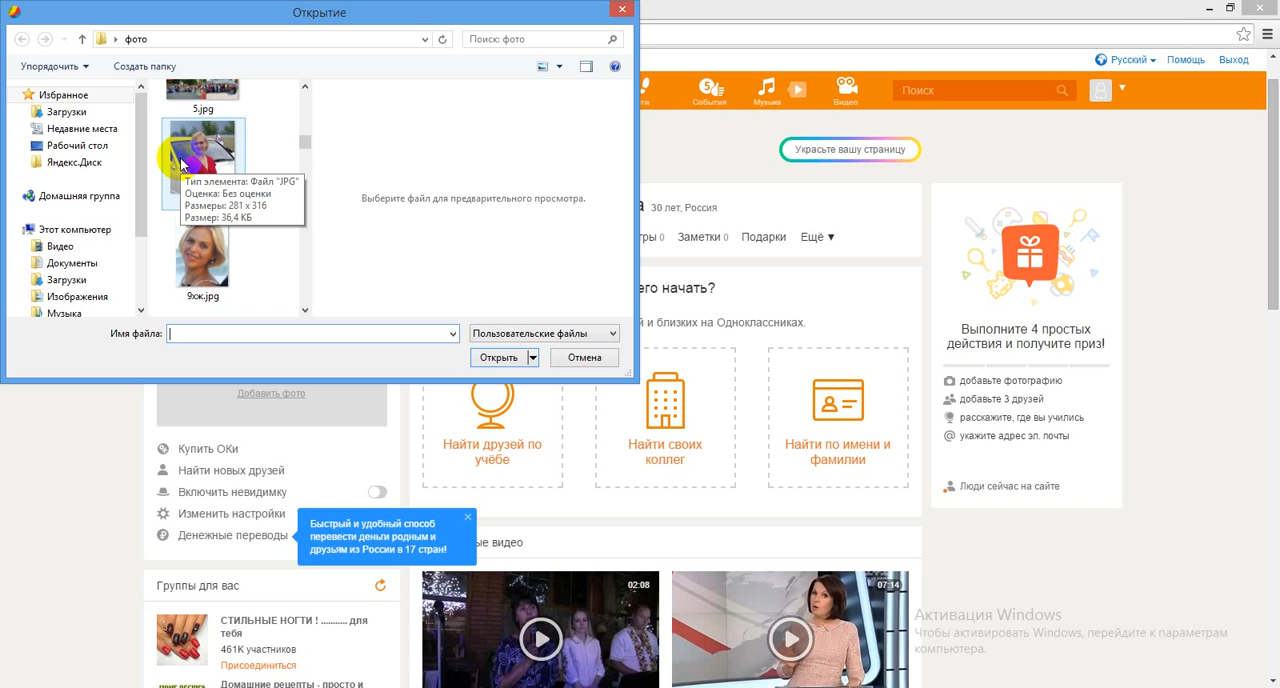 Открытие
фото
Поиск: фото
Упорядочить
Создать папку
Избранное
Загрузки
Недавние места
Рабочий стол
Яндекс.Диск
Домашняя группа
Этот компьютер
Видео
Документы
Загрузки
Изображения
Музыка
5.jpg
Тип элемента: Файл "JPG"
Оценка: Без оценки
Размеры: 281 x 316
Размер: 36,4 КБ
9хж.jpg
Выберите файл для предварительного просмотра.
Имя файла:
Пользовательские файлы
Открыть
Отмена
Русский
Помощь
Выход
События
5
Музыка
Видео
Поиск
Украсьте вашу страницу
30 лет, Россия
0
Заметки 0
Подарки
Ещё ▼
его начать?
й и близких на Одноклассниках.
Найти друзей по
учёбе
Найти своих
коллег
Найти по имени и
фамилии
Выполните 4 простых
действия и получите приз!
добавьте фотографию
добавьте 3 друзей
расскажите, где вы учились
укажите адрес эл. почты
Люди сейчас на сайте
Добавить фото
Купить ОКи
Найти новых друзей
Включить невидимку
Изменить настройки
Денежные переводы
Быстрый и удобный способ
перевести деньги родным и
друзьям из России в 17 стран!
Группы для вас
СТИЛЬНЫЕ НОГТИ ! ........... для
тебя
461K участников
Присоединиться
Домашние рецепты - просто и
ые видео
02:08
07:14
Активация Windows
Чтобы активировать Windows, перейдите к параметрам
компьютера.